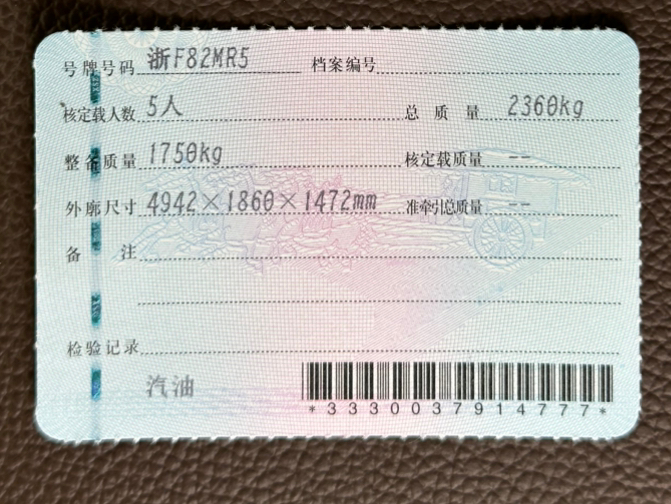 号牌号码 浙F82MR5 档案编号
核定载人数 5人 总质量 2360kg
整备质量 1750kg 核定载质量 --
外廓尺寸 4942×1860×1472mm 准牵引总质量 --
备注
检验记录
汽油
*3330037914777*